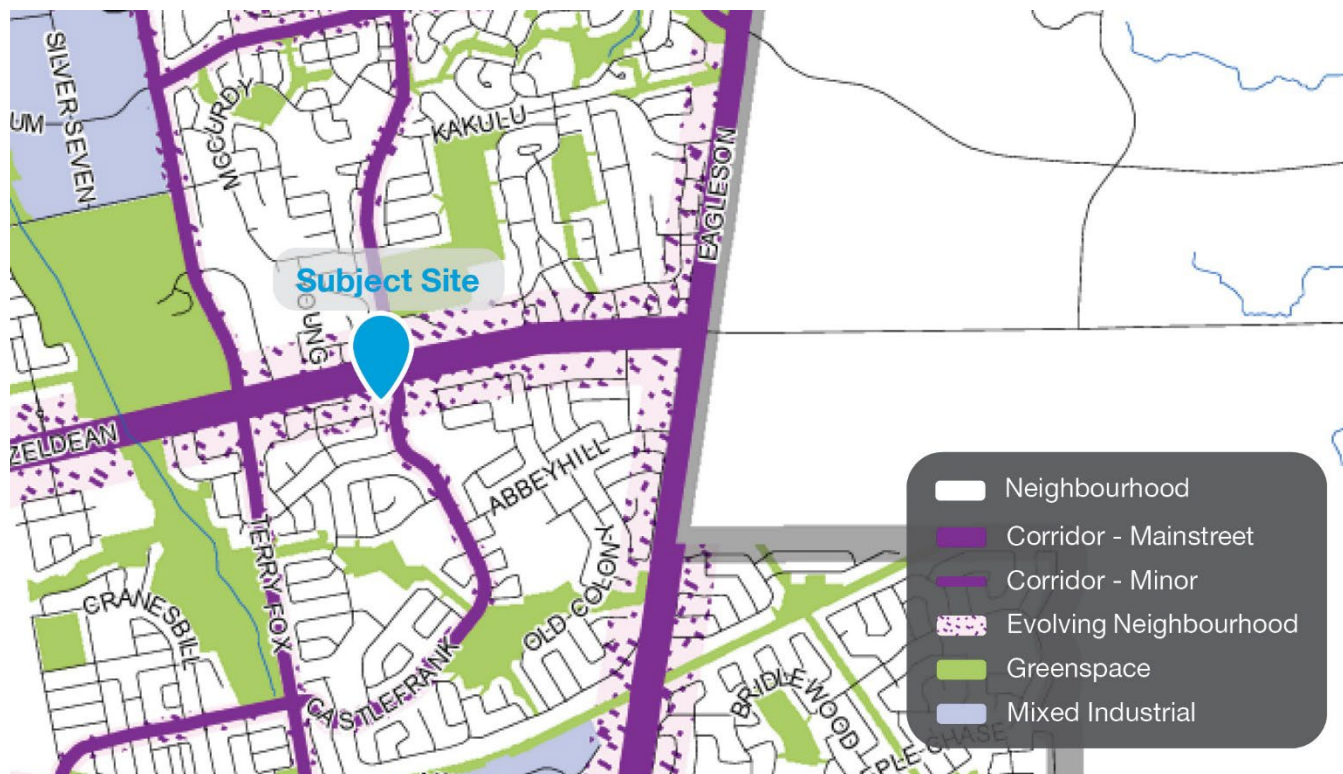 SILVER SEVEN
UM
MCCURDY
KAKULU
EAGLESON
Subject Site
YOUNG
ZELDEAN
ABBEYHILL
TERRY FOX
CRANESBILL
OLD COLONY
CASTLEFRANK
BRIDLEWOOD
PLE CHASE
Neighbourhood
Corridor - Mainstreet
Corridor - Minor
Evolving Neighbourhood
Greenspace
Mixed Industrial